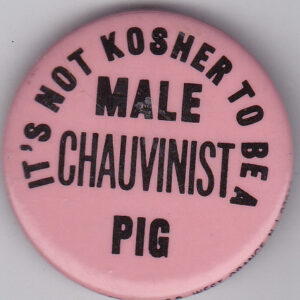 IT'S NOT KOSHER TO BE A
MALE
CHAUVINIST
PIG